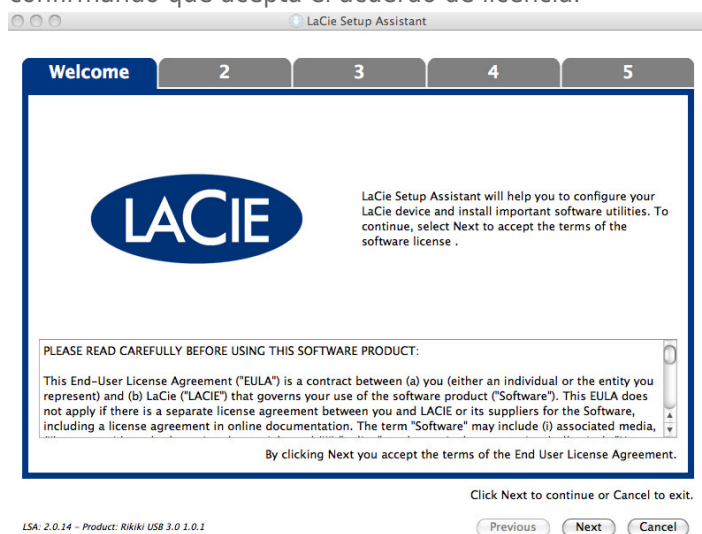 confirmando que acepta el acuerdo de licencia.
LaCie Setup Assistant
Welcome 2 3 4 5
LACIE
LaCie Setup Assistant will help you to configure your
LaCie device and install important software utilities. To
continue, select Next to accept the terms of the
software license .
PLEASE READ CAREFULLY BEFORE USING THIS SOFTWARE PRODUCT:
This End-User License Agreement ("EULA") is a contract between (a) you (either an individual or the entity you
represent) and (b) LaCie ("LACIE") that governs your use of the software product ("Software"). This EULA does
not apply if there is a separate license agreement between you and LACIE or its suppliers for the Software,
including a license agreement in online documentation. The term "Software" may include (i) associated media,
By clicking Next you accept the terms of the End User License Agreement.
Click Next to continue or Cancel to exit.
LSA: 2.0.14 – Product: Rikiki USB 3.0 1.0.1
Previous Next Cancel